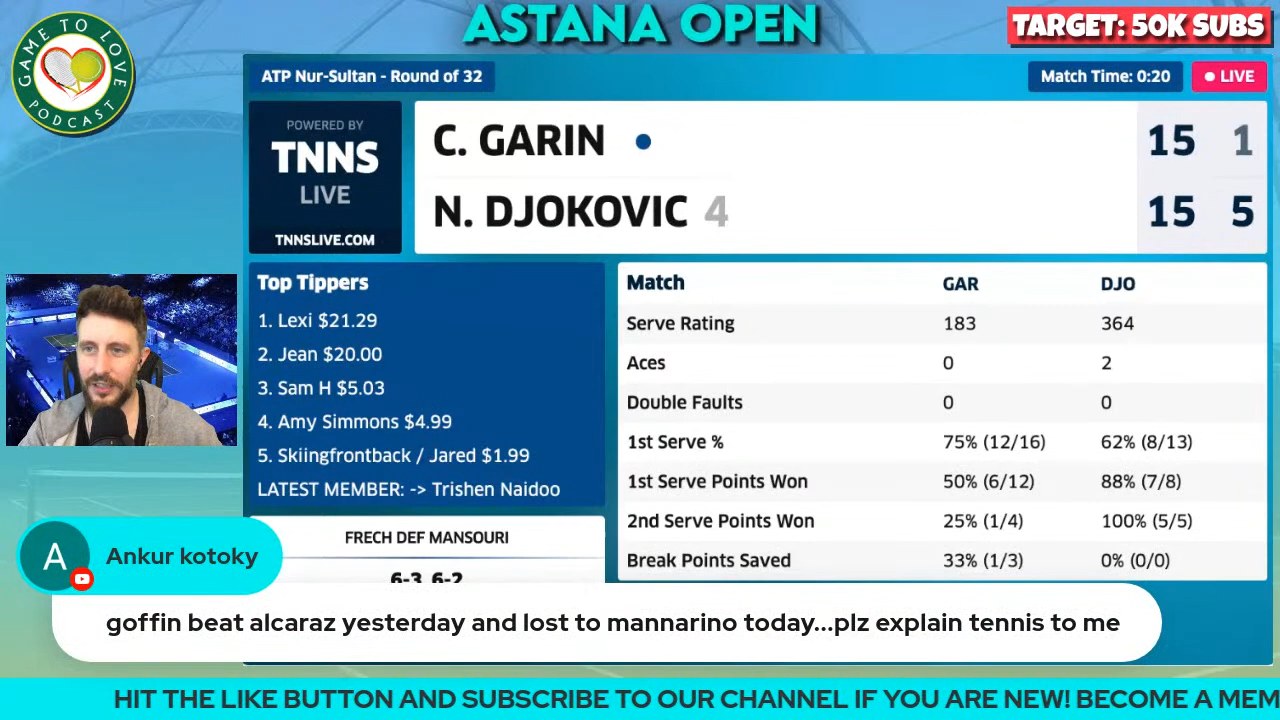 ASTANA OPEN
TARGET: 50K SUBS
GAME TO LOVE
PODCAST
ATP Nur-Sultan - Round of 32
Match Time: 0:20
LIVE
POWERED BY
TNNS
LIVE
TNNSLIVE.COM
C. GARIN 15 1
N. DJOKOVIC 4 15 5
Top Tippers
1. Lexi $21.29
2. Jean $20.00
3. Sam H $5.03
4. Amy Simmons $4.99
5. Skiingfrontback / Jared $1.99
LATEST MEMBER: -> Trishen Naidoo
FRECH DEF MANSOURI
6-3 6-2
Match GAR DJO
Serve Rating 183 364
Aces 0 2
Double Faults 0 0
1st Serve % 75% (12/16) 62% (8/13)
1st Serve Points Won 50% (6/12) 88% (7/8)
2nd Serve Points Won 25% (1/4) 100% (5/5)
Break Points Saved 33% (1/3) 0% (0/0)
A
Ankur kotoky
goffin beat alcaraz yesterday and lost to mannarino today...plz explain tennis to me
HIT THE LIKE BUTTON AND SUBSCRIBE TO OUR CHANNEL IF YOU ARE NEW! BECOME A MEM